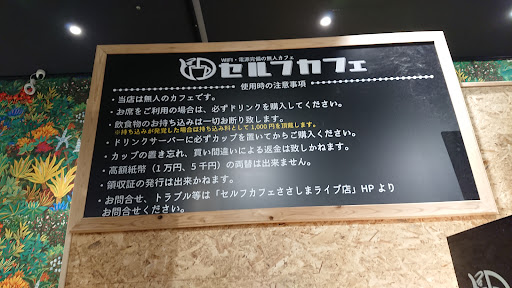 WiFi・電源完備の無人カフェ
セルフカフェ
使用時の注意事項
・当店は無人のカフェです。
・お席をご利用の場合は、必ずドリンクを購入してください。
・飲食物のお持ち込みは一切お断り致します。
※持ち込みが発見した場合は持ち込み料として1,000円を頂戴します。
・ドリンクサーバーに必ずカップを置いてからご購入ください。
・カップの置き忘れ、買い間違いによる返金は致しかねます。
・高額紙幣（1万円、5千円）の両替は出来ません。
・領収証の発行は出来かねます。
・お問合せ、トラブル等は「セルフカフェささしまライブ店」HPより
お問合せください。